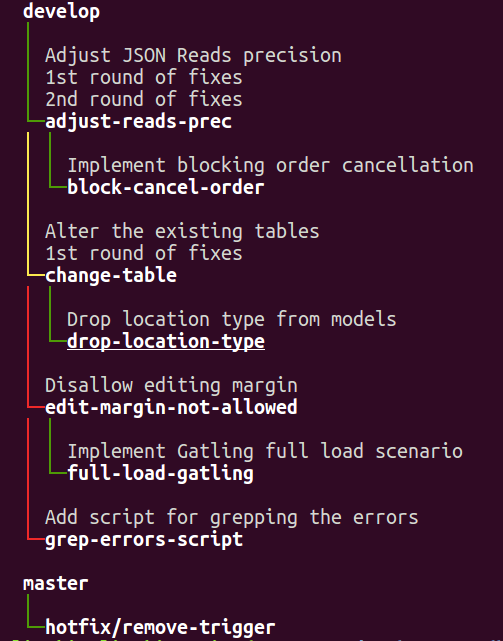 develop
Adjust JSON Reads precision
1st round of fixes
2nd round of fixes
adjust-reads-prec
Implement blocking order cancellation
block-cancel-order
Alter the existing tables
1st round of fixes
change-table
Drop location type from models
drop-location-type
Disallow editing margin
edit-margin-not-allowed
Implement Gatling full load scenario
full-load-gatling
Add script for grepping the errors
grep-errors-script
master
hotfix/remove-trigger